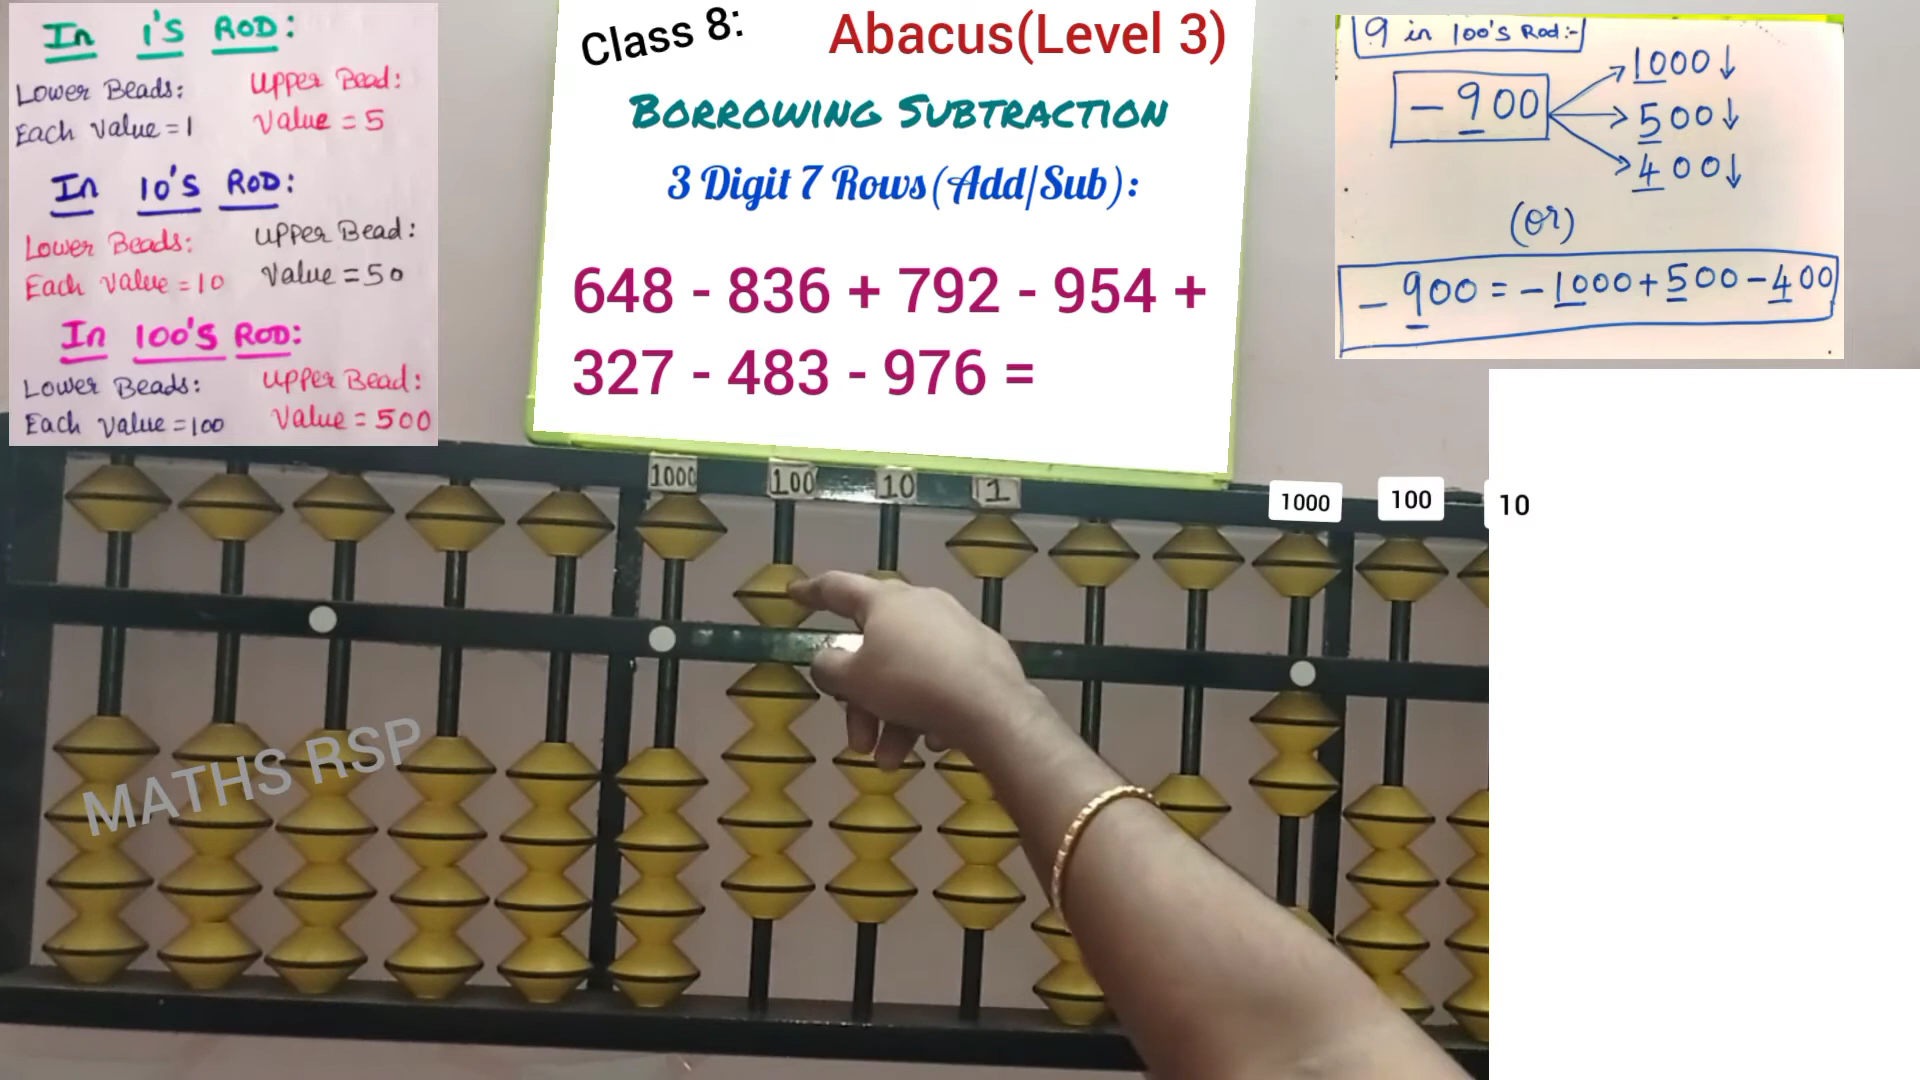 In 1's ROD:
Lower Beads:
Each Value = 1
Upper Bead:
Value = 5
In 10's ROD:
Lower Beads:
Each Value = 10
Upper Bead:
Value = 50
In 100's ROD:
Lower Beads:
Each Value = 100
Upper Bead:
Value = 500
Class 8:
Abacus(Level 3)
BORROWING SUBTRACTION
3 Digit 7 Rows(Add/Sub):
648 - 836 + 792 - 954 +
327 - 483 - 976 =
9 in 100's Rod:-
- 900
1000↓
500↓
400↓
(or)
- 900 = - 1000 + 500 - 400
1000 100 10 1
1000 100 10
MATHS RSP